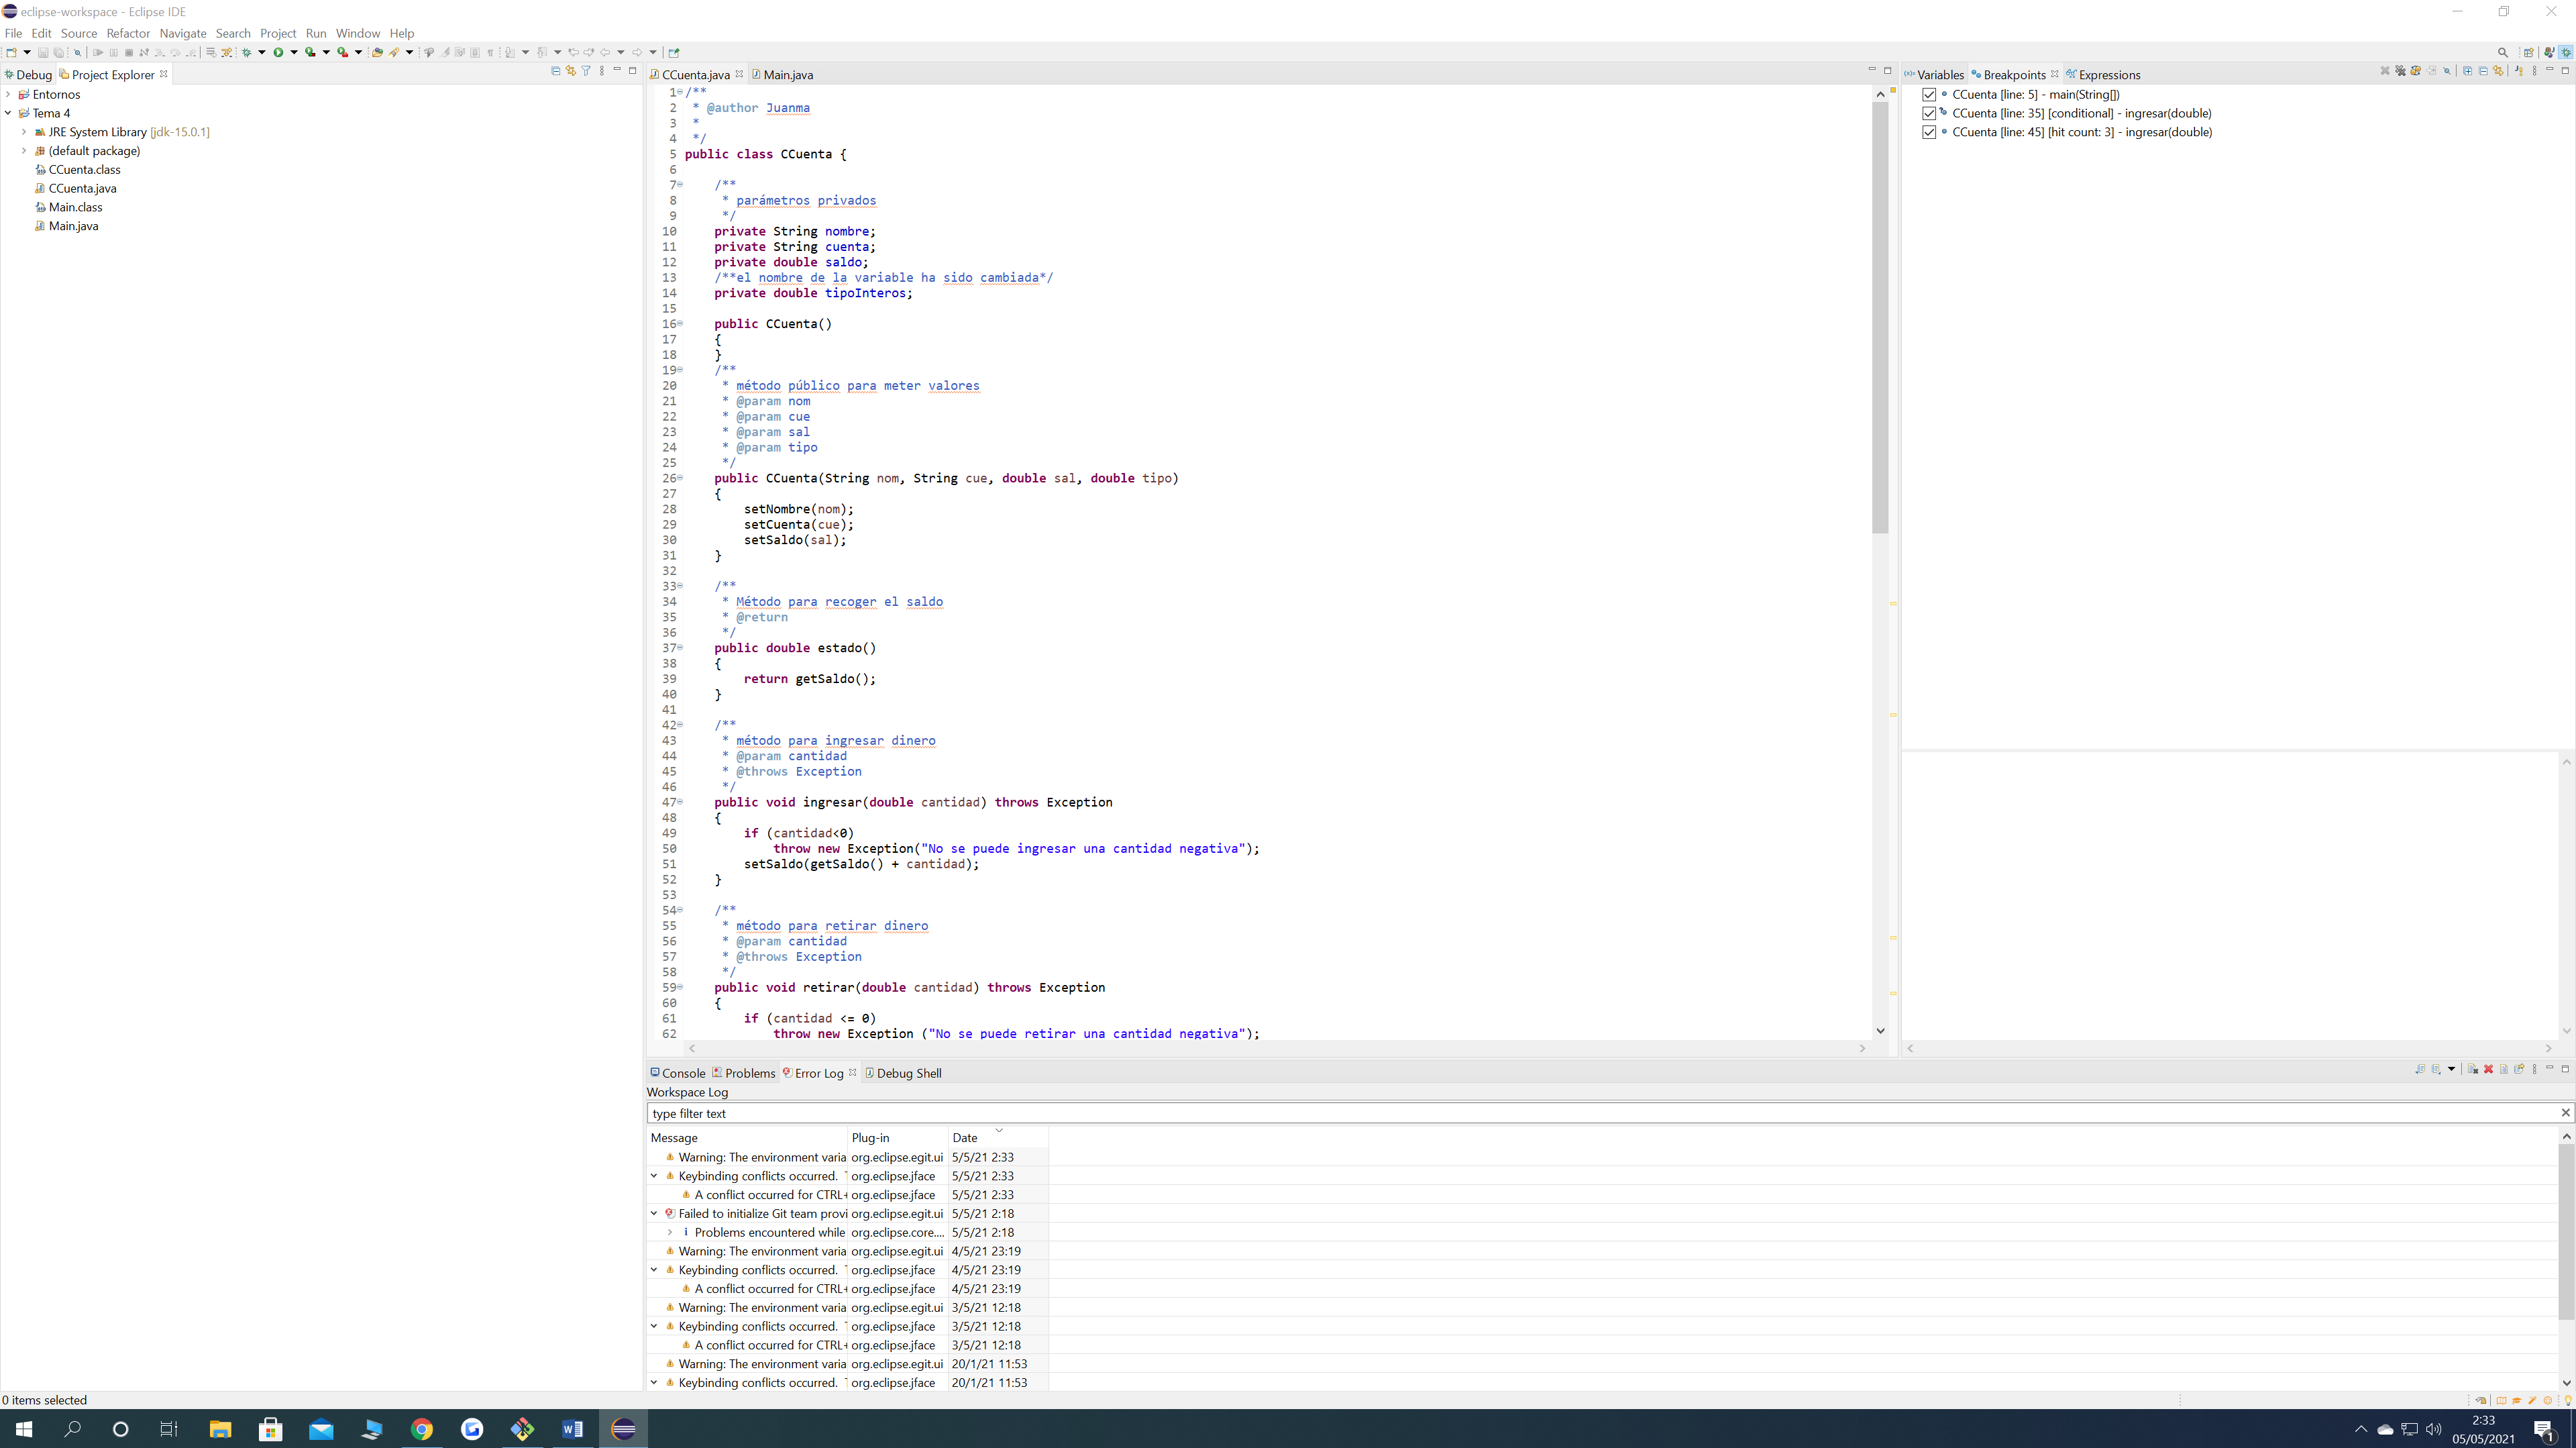 eclipse-workspace - Eclipse IDE
File Edit Source Refactor Navigate Search Project Run Window Help
Debug Project Explorer
Entornos
Tema 4
JRE System Library [jdk-15.0.1]
(default package)
CCuenta.class
CCuenta.java
Main.class
Main.java
CCuenta.java Main.java
1 /**
2  * @author Juanma
3  *
4  */
5 public class CCuenta {
6
7     /**
8      * parámetros privados
9      */
10     private String nombre;
11     private String cuenta;
12     private double saldo;
13     /**el nombre de la variable ha sido cambiada*/
14     private double tipoInteros;
15
16     public CCuenta()
17     {
18     }
19     /**
20      * método público para meter valores
21      * @param nom
22      * @param cue
23      * @param sal
24      * @param tipo
25      */
26     public CCuenta(String nom, String cue, double sal, double tipo)
27     {
28         setNombre(nom);
29         setCuenta(cue);
30         setSaldo(sal);
31     }
32
33     /**
34      * Método para recoger el saldo
35      * @return
36      */
37     public double estado()
38     {
39         return getSaldo();
40     }
41
42     /**
43      * método para ingresar dinero
44      * @param cantidad
45      * @throws Exception
46      */
47     public void ingresar(double cantidad) throws Exception
48     {
49         if (cantidad<0)
50             throw new Exception("No se puede ingresar una cantidad negativa");
51         setSaldo(getSaldo() + cantidad);
52     }
53
54     /**
55      * método para retirar dinero
56      * @param cantidad
57      * @throws Exception
58      */
59     public void retirar(double cantidad) throws Exception
60     {
61         if (cantidad <= 0)
62             throw new Exception ("No se puede retirar una cantidad negativa");
Variables Breakpoints Expressions
CCuenta [line: 5] - main(String[])
CCuenta [line: 35] [conditional] - ingresar(double)
CCuenta [line: 45] [hit count: 3] - ingresar(double)
Console Problems Error Log Debug Shell
Workspace Log
type filter text
Message Plug-in Date
Warning: The environment varia org.eclipse.egit.ui 5/5/21 2:33
Keybinding conflicts occurred. org.eclipse.jface 5/5/21 2:33
A conflict occurred for CTRL+ org.eclipse.jface 5/5/21 2:33
Failed to initialize Git team provi org.eclipse.egit.ui 5/5/21 2:18
Problems encountered while org.eclipse.core.... 5/5/21 2:18
Warning: The environment varia org.eclipse.egit.ui 4/5/21 23:19
Keybinding conflicts occurred. org.eclipse.jface 4/5/21 23:19
A conflict occurred for CTRL+ org.eclipse.jface 4/5/21 23:19
Warning: The environment varia org.eclipse.egit.ui 3/5/21 12:18
Keybinding conflicts occurred. org.eclipse.jface 3/5/21 12:18
A conflict occurred for CTRL+ org.eclipse.jface 3/5/21 12:18
Warning: The environment varia org.eclipse.egit.ui 20/1/21 11:53
Keybinding conflicts occurred. org.eclipse.jface 20/1/21 11:53
0 items selected
2:33
05/05/2021
1